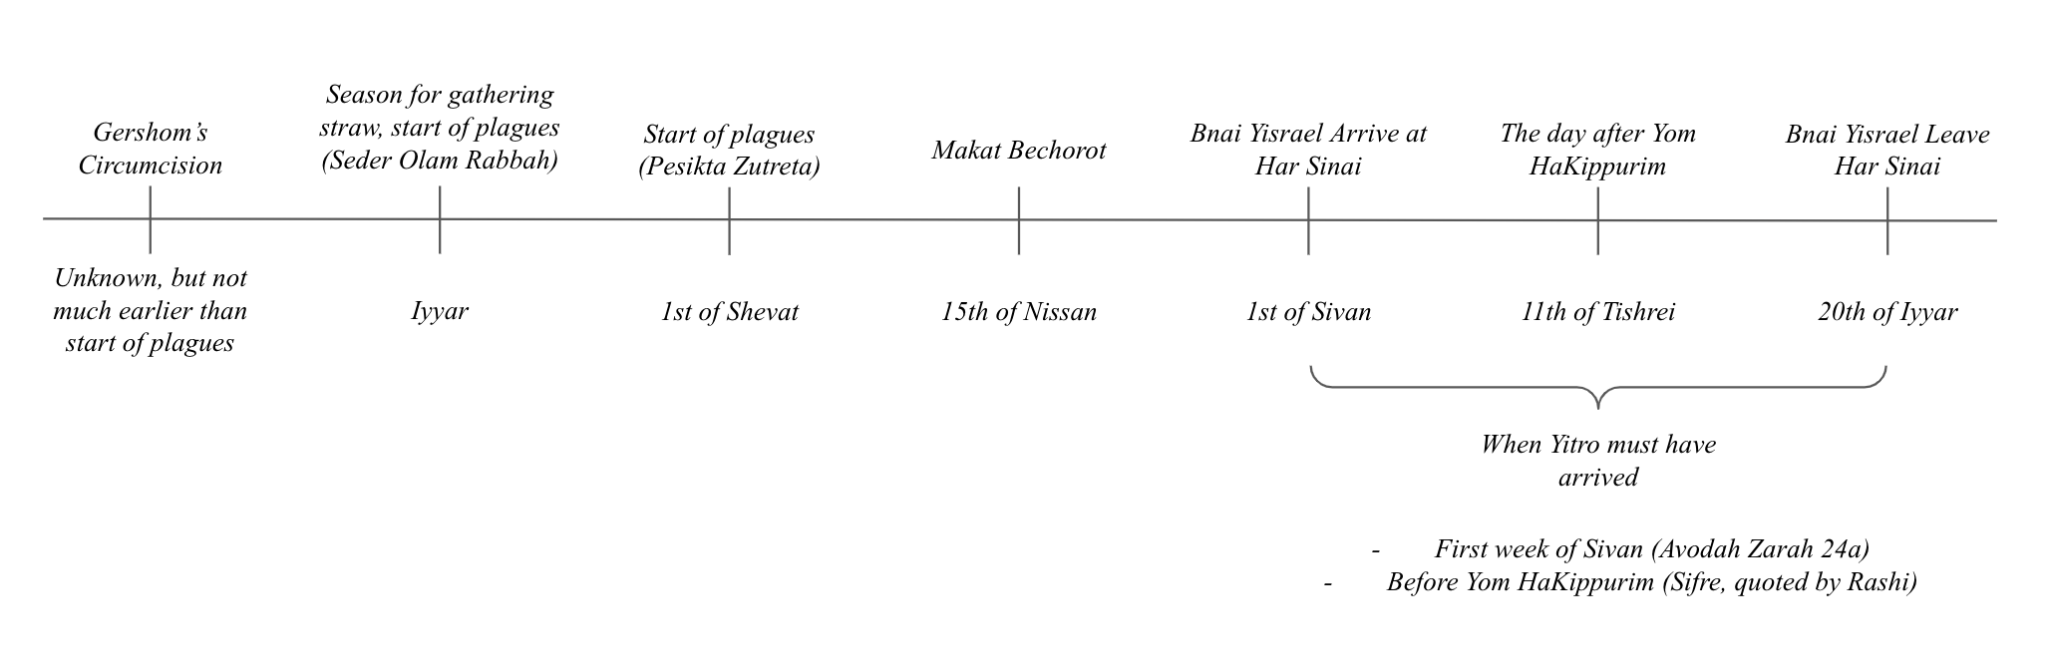 Gershom's
Circumcision
Season for gathering
straw, start of plagues
(Seder Olam Rabbah)
Start of plagues
(Pesikta Zutreta)
Makat Bechorot
Bnai Yisrael Arrive at
Har Sinai
The day after Yom
HaKippurim
Bnai Yisrael Leave
Har Sinai
Unknown, but not
much earlier than
start of plagues
Iyyar
1st of Shevat
15th of Nissan
1st of Sivan
11th of Tishrei
20th of Iyyar
When Yitro must have
arrived
- First week of Sivan (Avodah Zarah 24a)
- Before Yom HaKippurim (Sifre, quoted by Rashi)